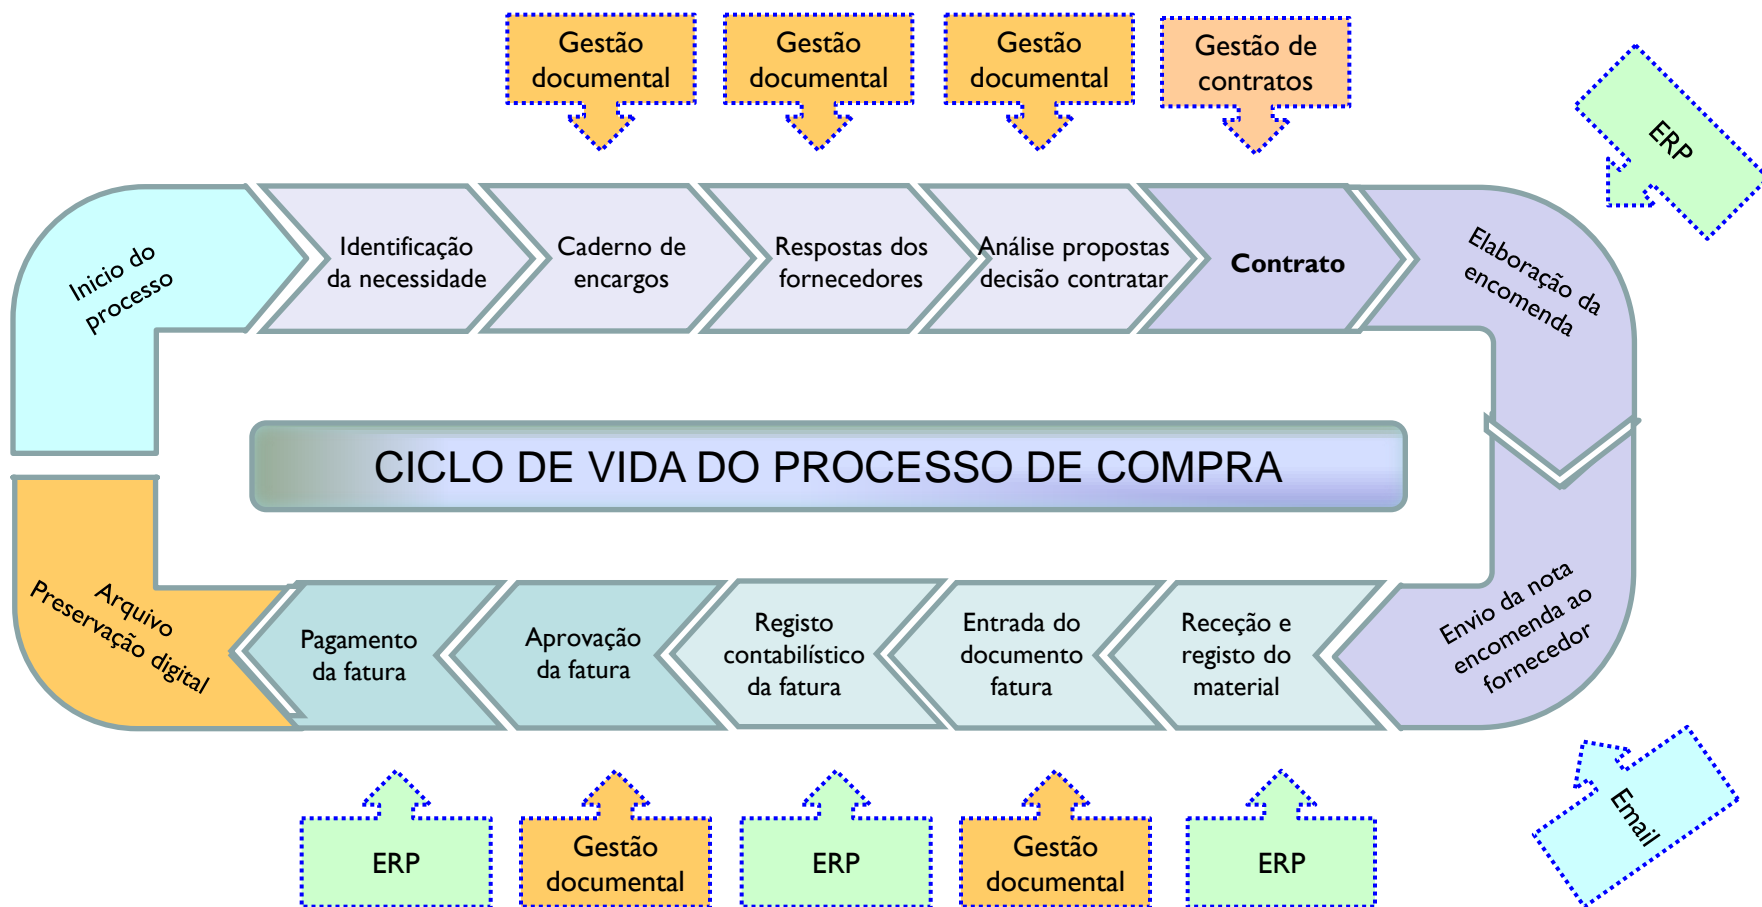 Gestão
documental
Gestão
documental
Gestão
documental
Gestão de
contratos
ERP
Inicio do
processo
Identificação
da necessidade
Caderno de
encargos
Respostas dos
fornecedores
Análise propostas
decisão contratar
Contrato
Elaboração da
encomenda
CICLO DE VIDA DO PROCESSO DE COMPRA
Arquivo
Preservação digital
Pagamento
da fatura
Aprovação
da fatura
Registo
contabilístico
da fatura
Entrada do
documento
fatura
Receção e
registo do
material
Envio da nota
encomenda ao
fornecedor
ERP
Gestão
documental
ERP
Gestão
documental
ERP
Email